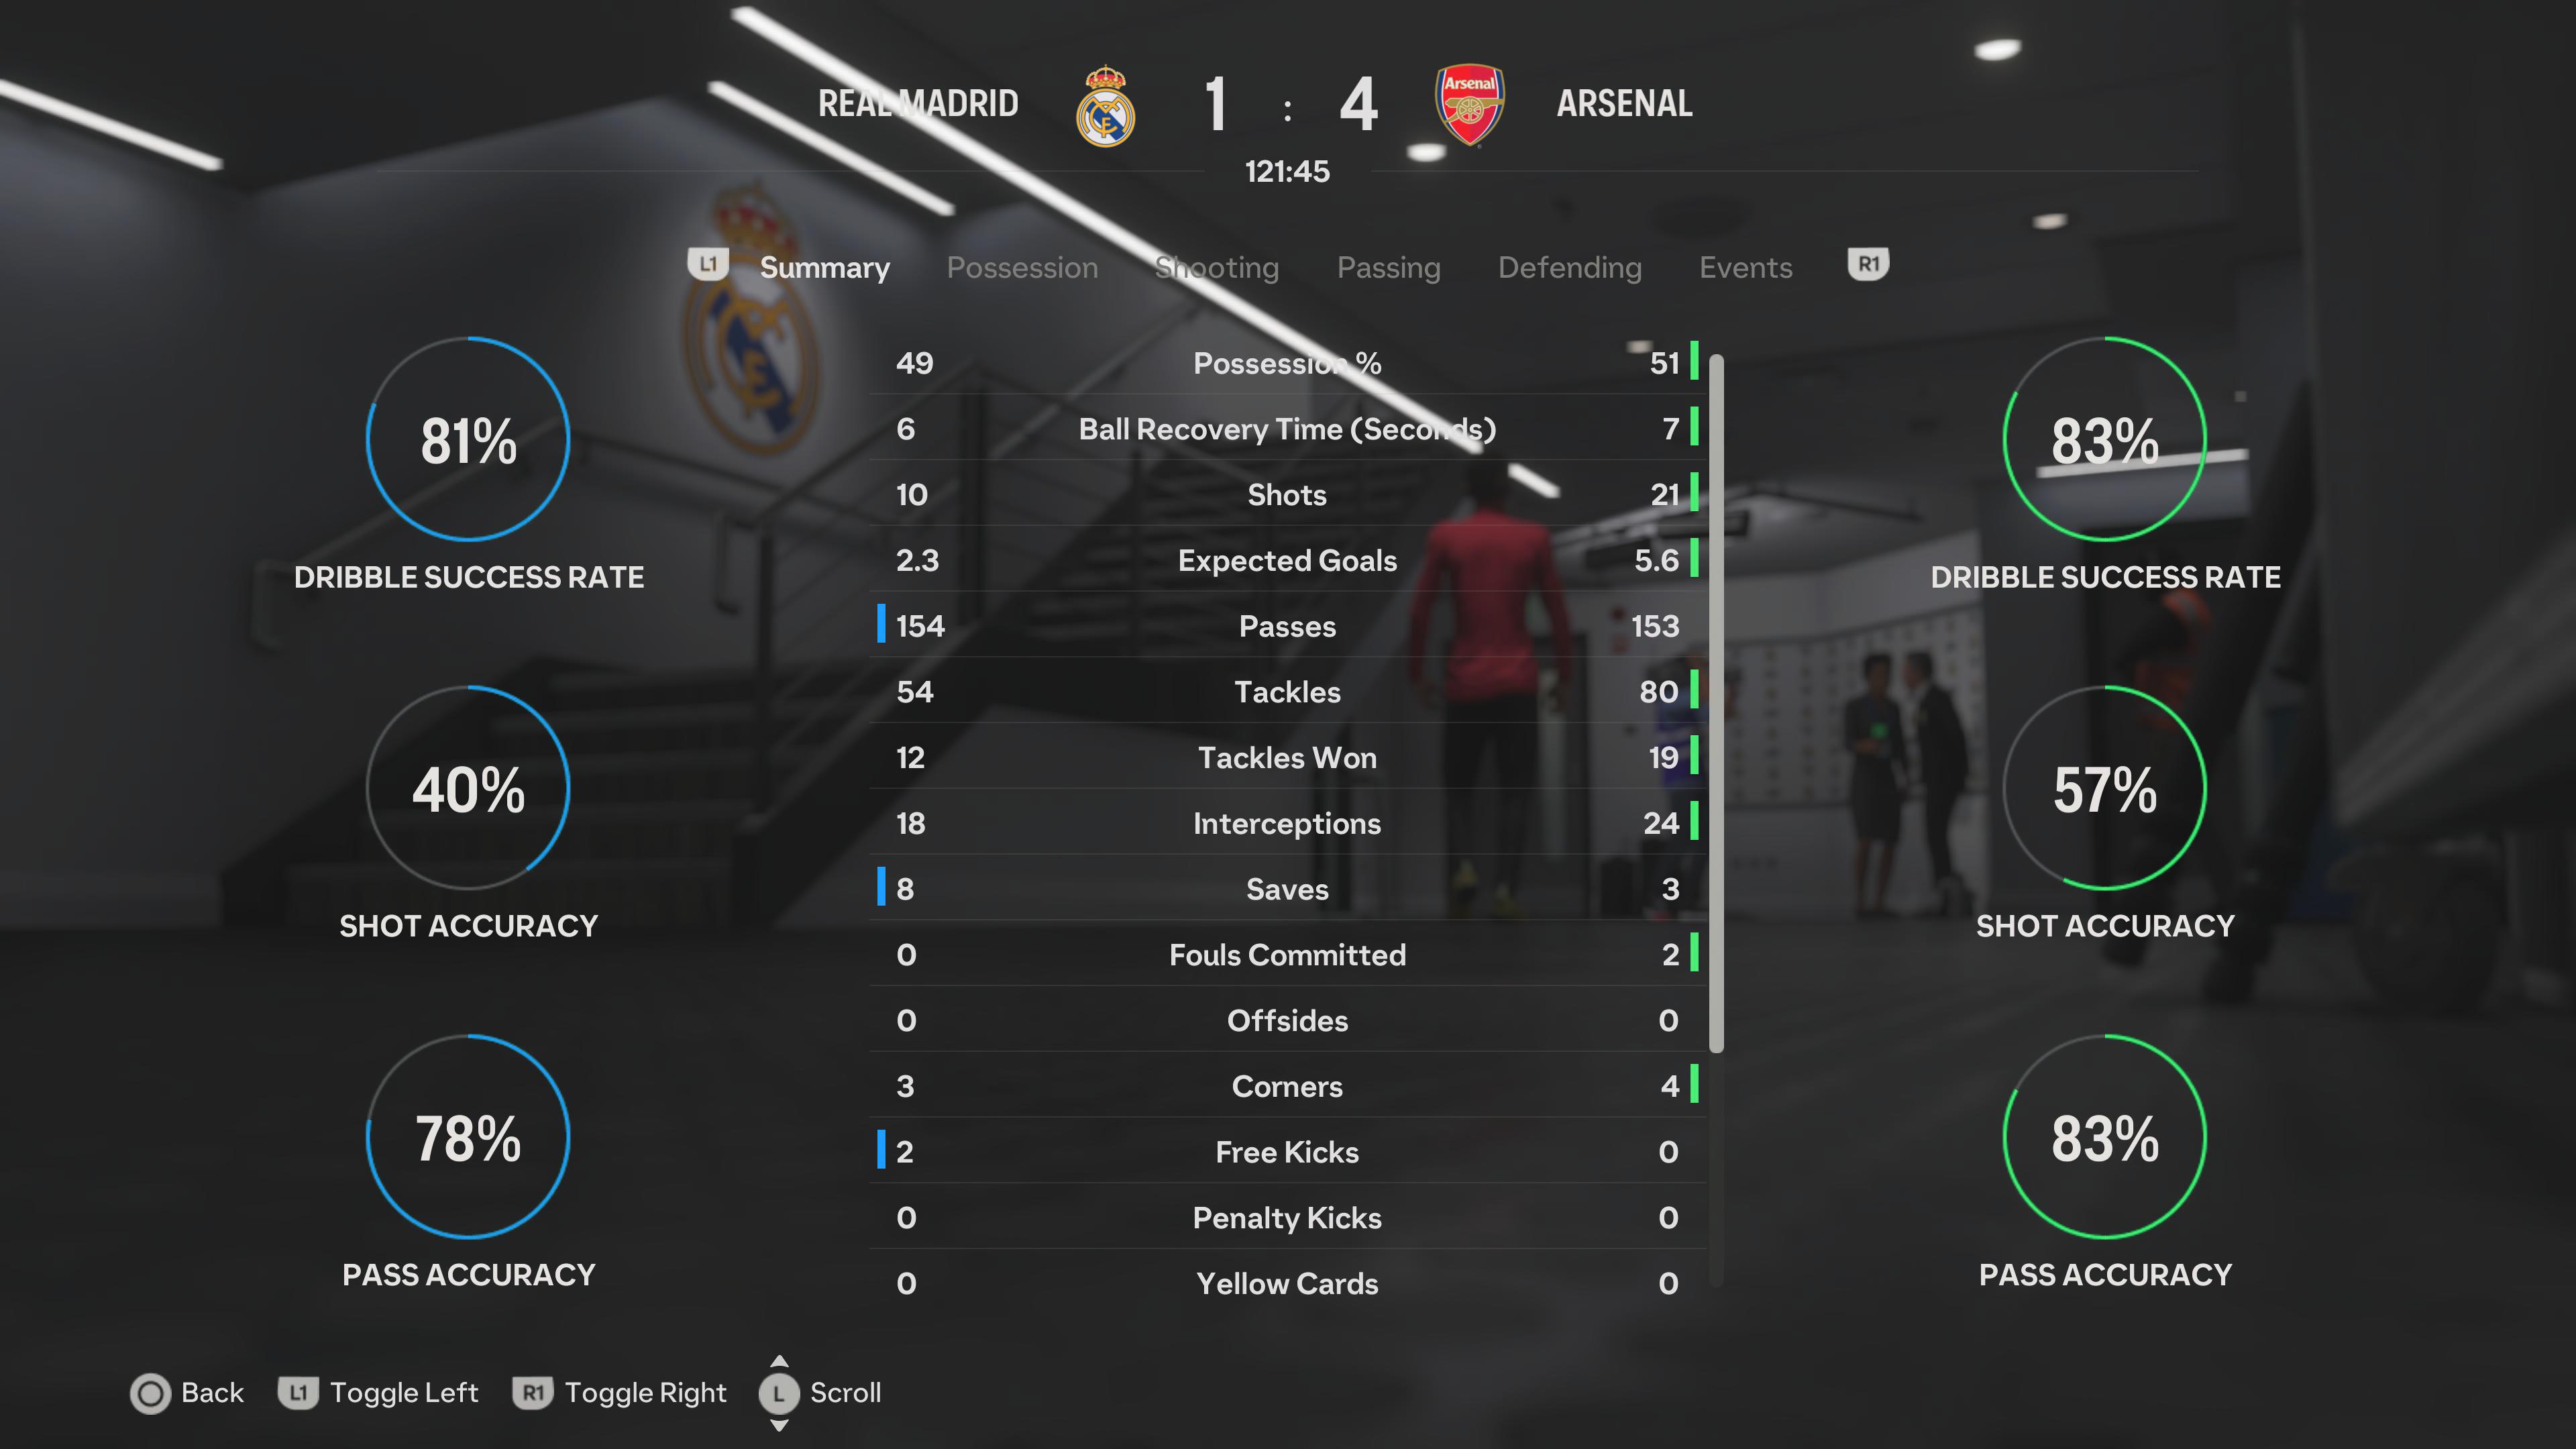 REAL MADRID 1 : 4 Arsenal ARSENAL
121:45
L1 Summary Possession Shooting Passing Defending Events R1
81%
DRIBBLE SUCCESS RATE
40%
SHOT ACCURACY
78%
PASS ACCURACY
49 Possession % 51
6 Ball Recovery Time (Seconds) 7
10 Shots 21
2.3 Expected Goals 5.6
154 Passes 153
54 Tackles 80
12 Tackles Won 19
18 Interceptions 24
8 Saves 3
0 Fouls Committed 2
0 Offsides 0
3 Corners 4
2 Free Kicks 0
0 Penalty Kicks 0
0 Yellow Cards 0
83%
DRIBBLE SUCCESS RATE
57%
SHOT ACCURACY
83%
PASS ACCURACY
Back L1 Toggle Left R1 Toggle Right L Scroll